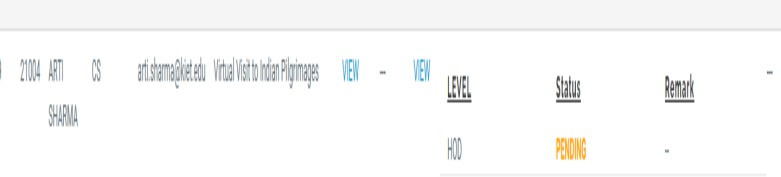 21004 ARTI SHARMA CS arti.sharma@kiet.edu Virtual Visit to Indian Pilgrimages VIEW -- VIEW
LEVEL Status Remark --
HOD PENDING --